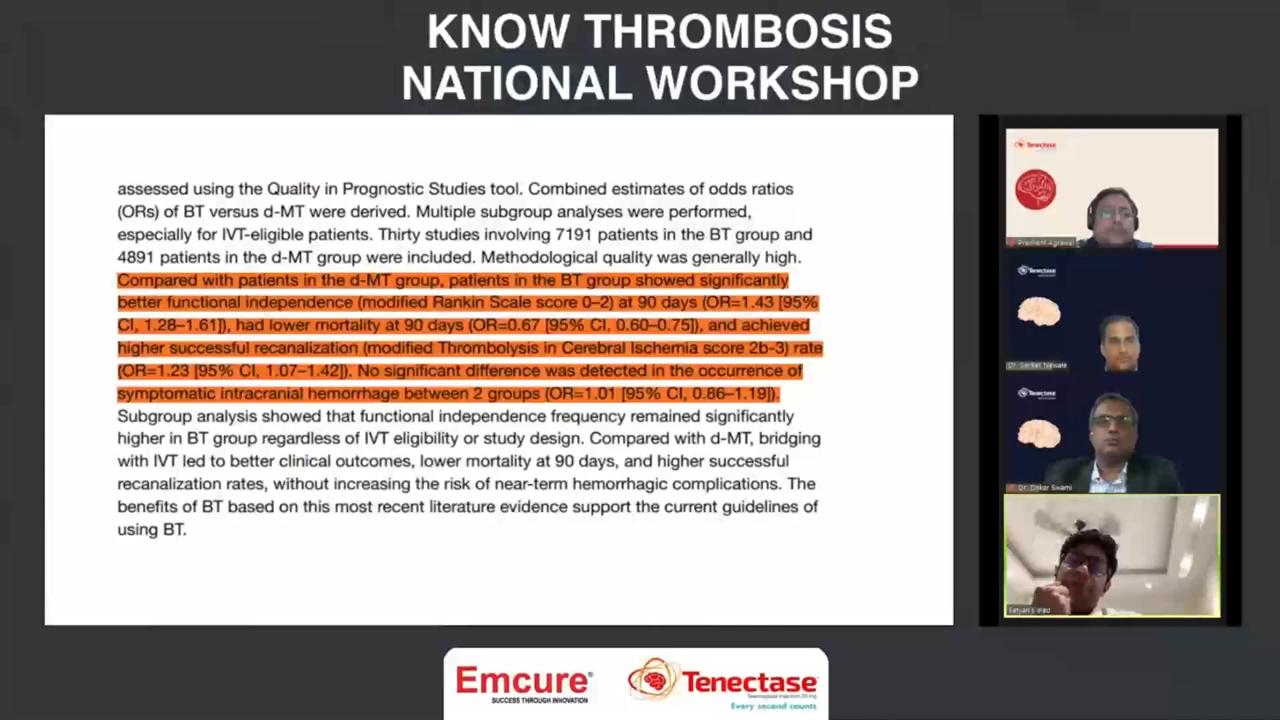 KNOW THROMBOSIS
NATIONAL WORKSHOP
assessed using the Quality in Prognostic Studies tool. Combined estimates of odds ratios
(ORs) of BT versus d-MT were derived. Multiple subgroup analyses were performed,
especially for IVT-eligible patients. Thirty studies involving 7191 patients in the BT group and
4891 patients in the d-MT group were included. Methodological quality was generally high.
Compared with patients in the d-MT group, patients in the BT group showed significantly
better functional independence (modified Rankin Scale score 0–2) at 90 days (OR=1.43 [95%
CI, 1.28–1.61]), had lower mortality at 90 days (OR=0.67 [95% CI, 0.60–0.75]), and achieved
higher successful recanalization (modified Thrombolysis in Cerebral Ischemia score 2b-3) rate
(OR=1.23 [95% CI, 1.07–1.42]). No significant difference was detected in the occurrence of
symptomatic intracranial hemorrhage between 2 groups (OR=1.01 [95% CI, 0.86–1.19]).
Subgroup analysis showed that functional independence frequency remained significantly
higher in BT group regardless of IVT eligibility or study design. Compared with d-MT, bridging
with IVT led to better clinical outcomes, lower mortality at 90 days, and higher successful
recanalization rates, without increasing the risk of near-term hemorrhagic complications. The
benefits of BT based on this most recent literature evidence support the current guidelines of
using BT.
Tenectase
Prashant Agrawal
Tenectase
Dr. Sanket
Tenectase
Dr. Omkar Swami
Emcure®
SUCCESS THROUGH INNOVATION
Tenectase
Every second counts